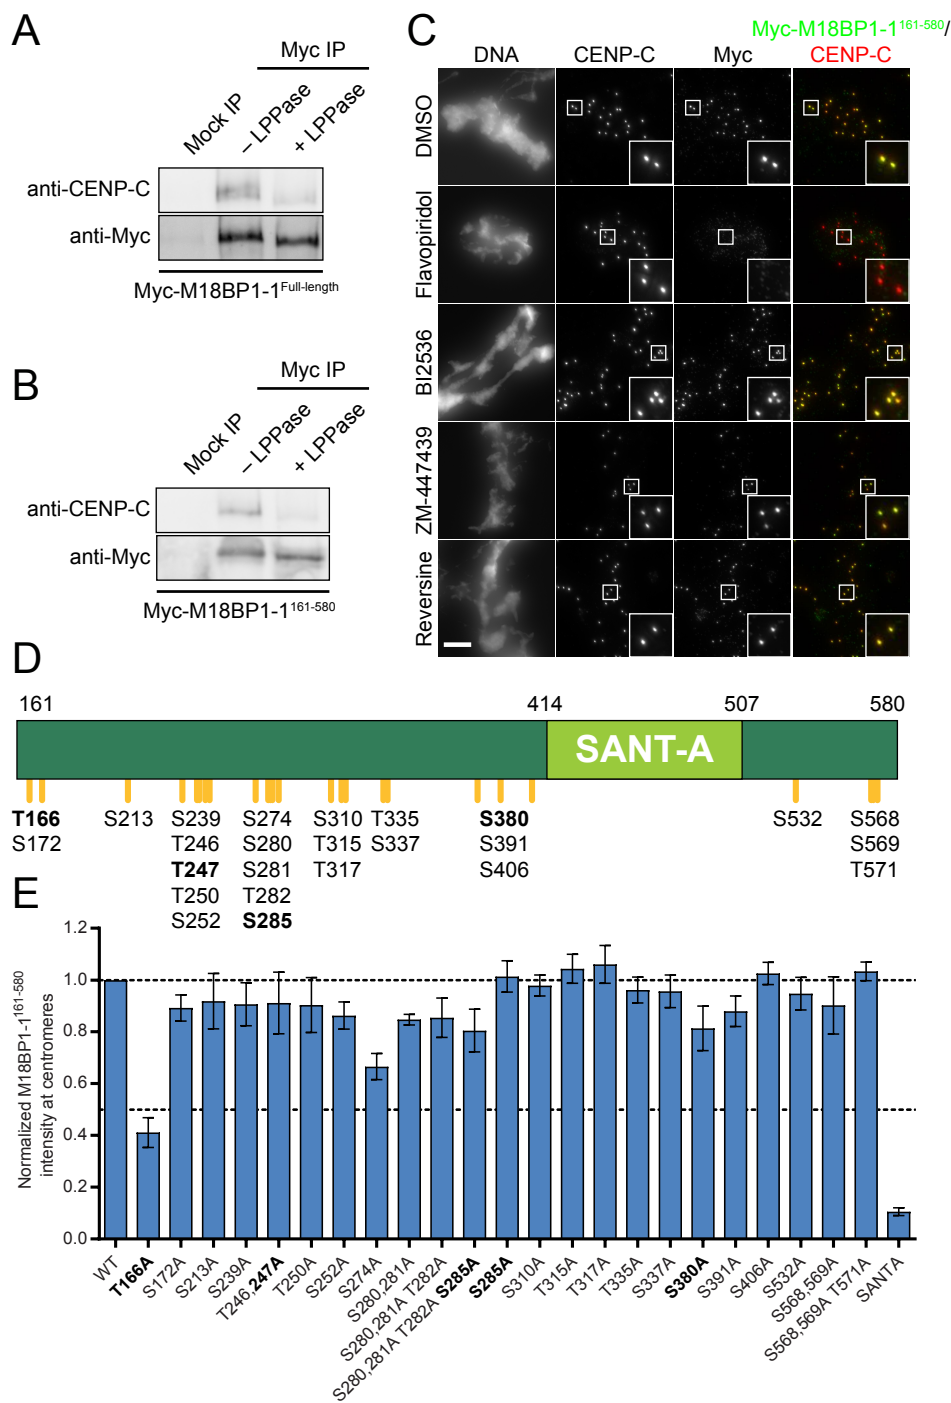 A
Myc IP
Mock IP
– LPPase
+ LPPase
anti-CENP-C
anti-Myc
Myc-M18BP1-1Full-length
B
Myc IP
Mock IP
– LPPase
+ LPPase
anti-CENP-C
anti-Myc
Myc-M18BP1-1161-580
C
Myc-M18BP1-1161-580/
DNA CENP-C Myc CENP-C
DMSO
Flavopiridol
BI2536
ZM-447439
Reversine
D
161 414 507 580
SANT-A
T166 S213 S239 S274 S310 T335 S380 S532 S568
S172 T246 S280 T315 S337 S391 S569
T247 S281 T317 S406 T571
T250 T282
S252 S285
E
Normalized M18BP1-1161-580
intensity at centromeres
1.2
1.0
0.8
0.6
0.4
0.2
0.0
WT
T166A
S172A
S213A
S239A
T246,247A
T250A
S252A
S274A
S280,281A
S280,281A T282A
S280,281A T282A S285A
S285A
S310A
T315A
T317A
T335A
S337A
S380A
S391A
S406A
S532A
S568,569A
S568,569A T571A
SANTA